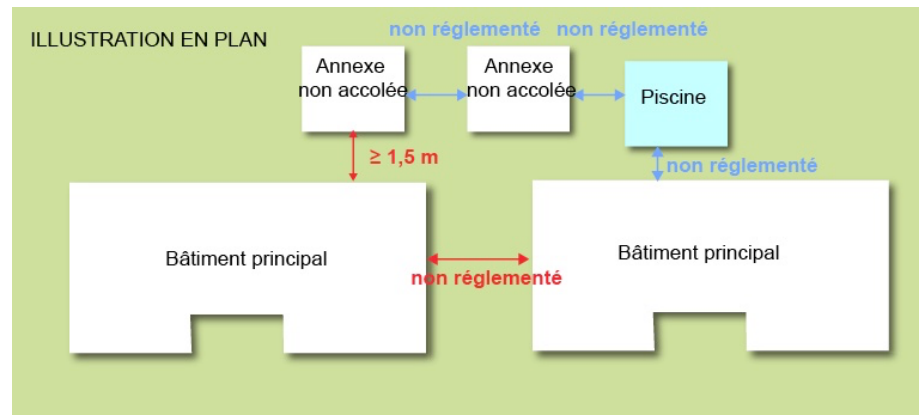 ILLUSTRATION EN PLAN
non réglementé
non réglementé
Annexe
non accolée
Annexe
non accolée
Piscine
≥ 1,5 m
non réglementé
Bâtiment principal
Bâtiment principal
non réglementé